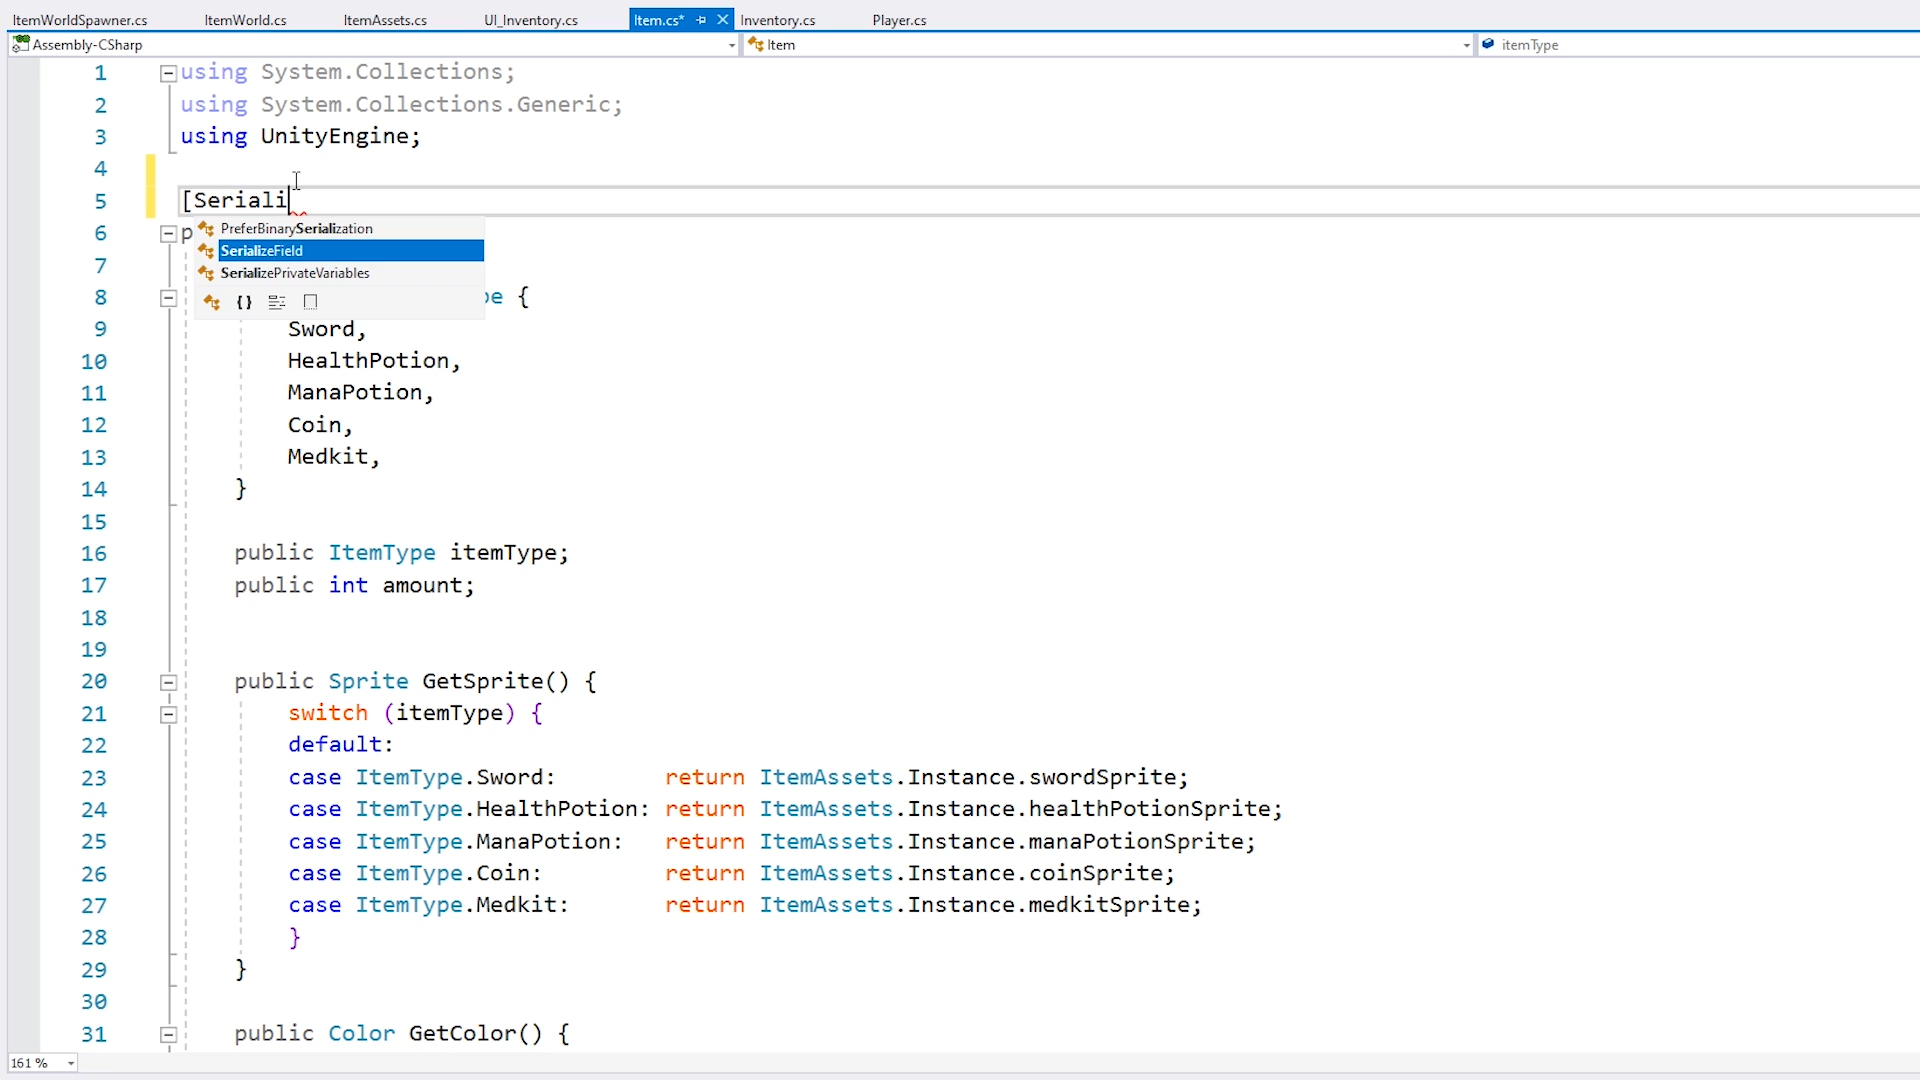 ItemWorldSpawner.cs ItemWorld.cs ItemAssets.cs UI_Inventory.cs Item.cs* Inventory.cs Player.cs
Assembly-CSharp Item itemType
1 using System.Collections;
2 using System.Collections.Generic;
3 using UnityEngine;
4
5 [Seriali
PreferBinarySerialization
SerializeField
SerializePrivateVariables
{}
6 p
7
8 pe {
9 Sword,
10 HealthPotion,
11 ManaPotion,
12 Coin,
13 Medkit,
14 }
15
16 public ItemType itemType;
17 public int amount;
18
19
20 public Sprite GetSprite() {
21 switch (itemType) {
22 default:
23 case ItemType.Sword: return ItemAssets.Instance.swordSprite;
24 case ItemType.HealthPotion: return ItemAssets.Instance.healthPotionSprite;
25 case ItemType.ManaPotion: return ItemAssets.Instance.manaPotionSprite;
26 case ItemType.Coin: return ItemAssets.Instance.coinSprite;
27 case ItemType.Medkit: return ItemAssets.Instance.medkitSprite;
28 }
29 }
30
31 public Color GetColor() {
161 %